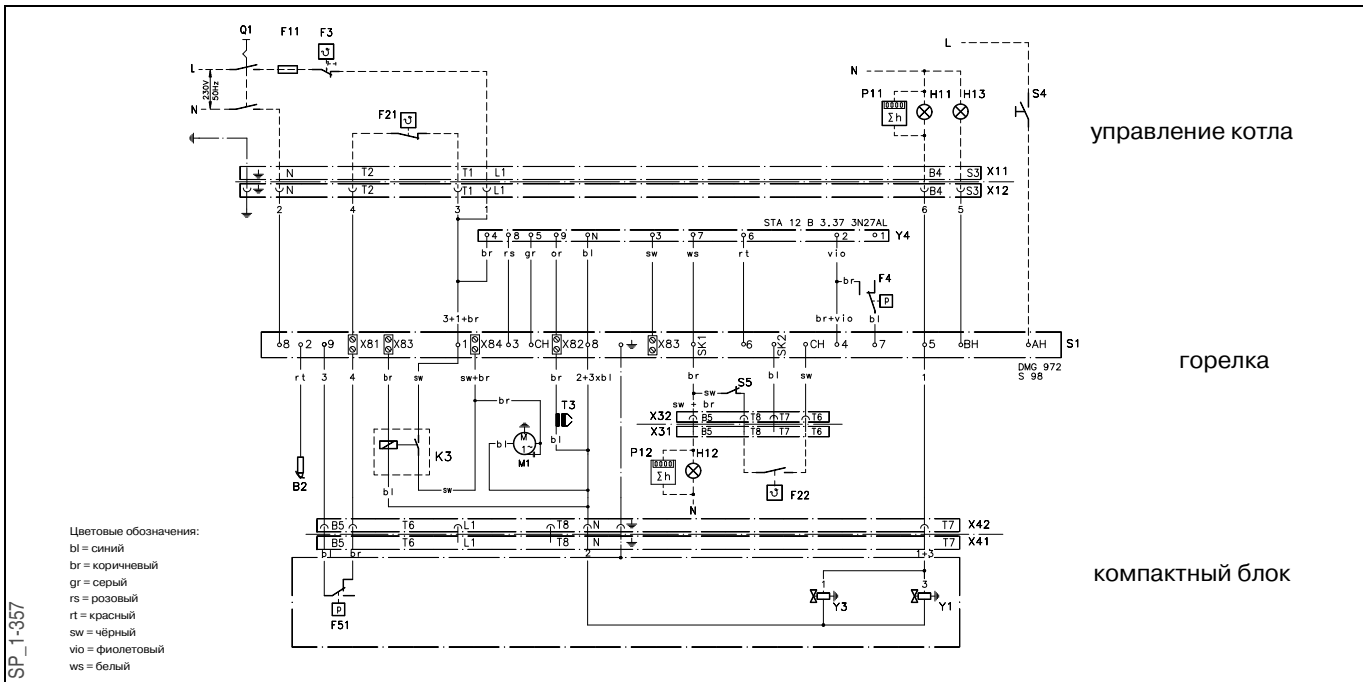 Q1 F11 F3
L
230V
50Hz
N
F21
L
N
P11 H11 H13 S4
Σh
управление котла
N T2 T1 L1 B4 S3 X11
N T2 T1 L1 B4 S3 X12
2 4 3 1 6 5
STA 12 B 3.37 3N27AL
4 8 5 9 N 3 7 6 2 1 Y4
br rs gr or bl sw ws rt vio
br F4
P
3+1+br br+vio bl
8 2 9 X81 X83 1 X84 3 CH X82 8 X83 SK1 6 SK2 CH 4 7 5 BH AH S1
DMG 972
S 98
горелка
rt 3 4 br sw sw+br br 2+3xbl br bl sw 1
sw S5
br T3
sw - br
X32 B5 T8 T7 T6
X31 B5 T8 T7 T6
bl M 1~ bl
K3 M1
P12 H12
Σh
F22
B2
bl
N
B5 T6 L1 T8 N T7 X42
B5 T6 L1 T8 N T7 X41
bl br 2 1+3
компактный блок
1 3
Y3 Y1
P
F51
Цветовые обозначения:
bl = синий
br = коричневый
gr = серый
rs = розовый
rt = красный
sw = чёрный
vio = фиолетовый
ws = белый
SP_1-357